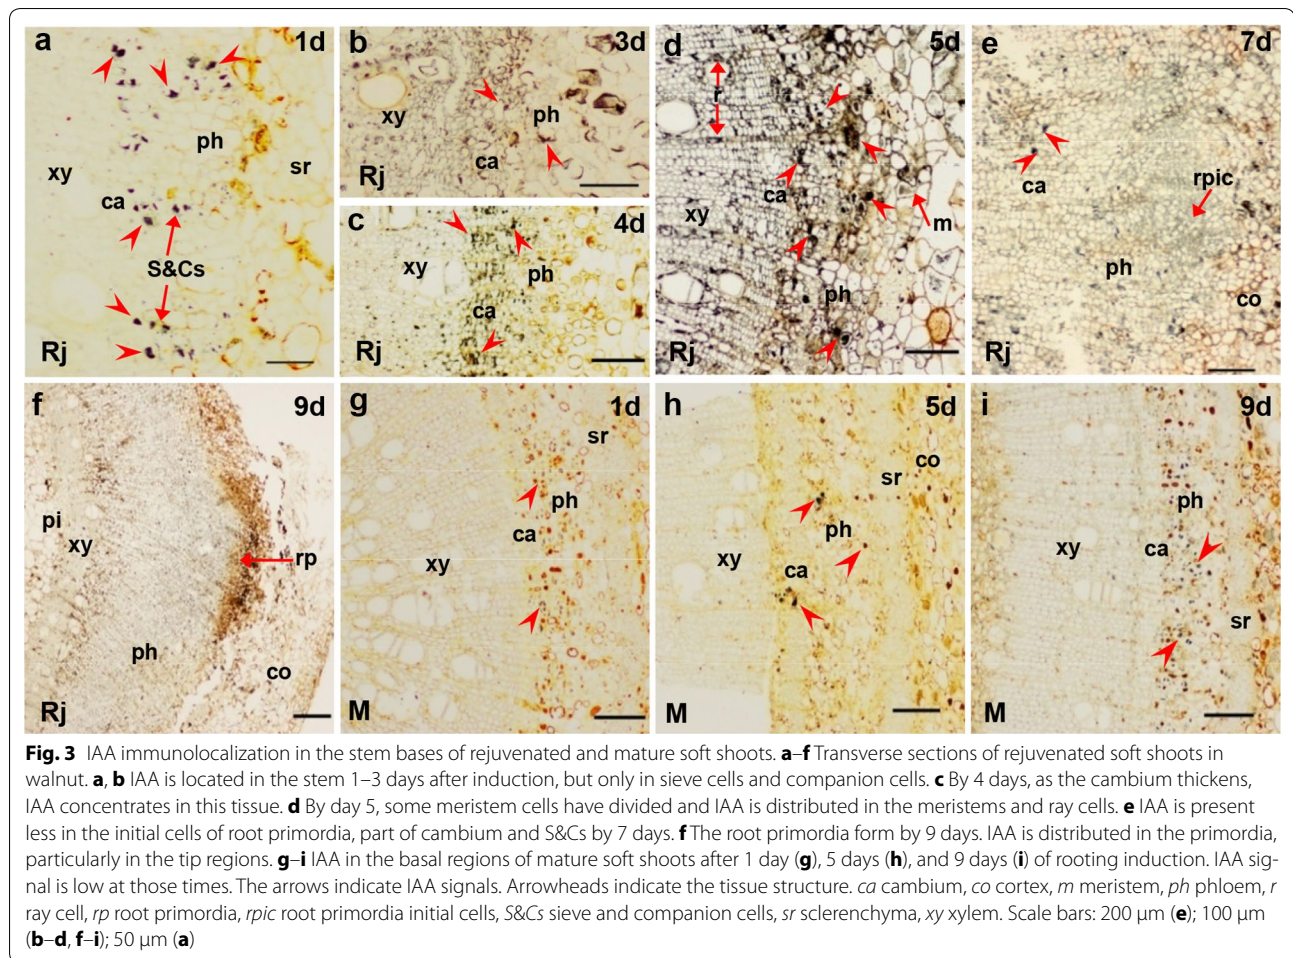 a 1d
ph
xy
sr
ca
S&Cs
Rj
b 3d
xy
ph
ca
Rj
c 4d
xy
ph
ca
Rj
d 5d
r
ca
xy
m
ph
Rj
e 7d
ca
rpic
ph
co
Rj
f 9d
pi
xy
rp
ph
co
Rj
g 1d
sr
ph
ca
xy
M
h 5d
co
sr
ph
xy
ca
M
i 9d
ph
xy
ca
sr
M
Fig. 3 IAA immunolocalization in the stem bases of rejuvenated and mature soft shoots. a–f Transverse sections of rejuvenated soft shoots in
walnut. a, b IAA is located in the stem 1–3 days after induction, but only in sieve cells and companion cells. c By 4 days, as the cambium thickens,
IAA concentrates in this tissue. d By day 5, some meristem cells have divided and IAA is distributed in the meristems and ray cells. e IAA is present
less in the initial cells of root primordia, part of cambium and S&Cs by 7 days. f The root primordia form by 9 days. IAA is distributed in the primordia,
particularly in the tip regions. g–i IAA in the basal regions of mature soft shoots after 1 day (g), 5 days (h), and 9 days (i) of rooting induction. IAA sig-
nal is low at those times. The arrows indicate IAA signals. Arrowheads indicate the tissue structure. ca cambium, co cortex, m meristem, ph phloem, r
ray cell, rp root primordia, rpic root primordia initial cells, S&Cs sieve and companion cells, sr sclerenchyma, xy xylem. Scale bars: 200 µm (e); 100 µm
(b–d, f–i); 50 µm (a)